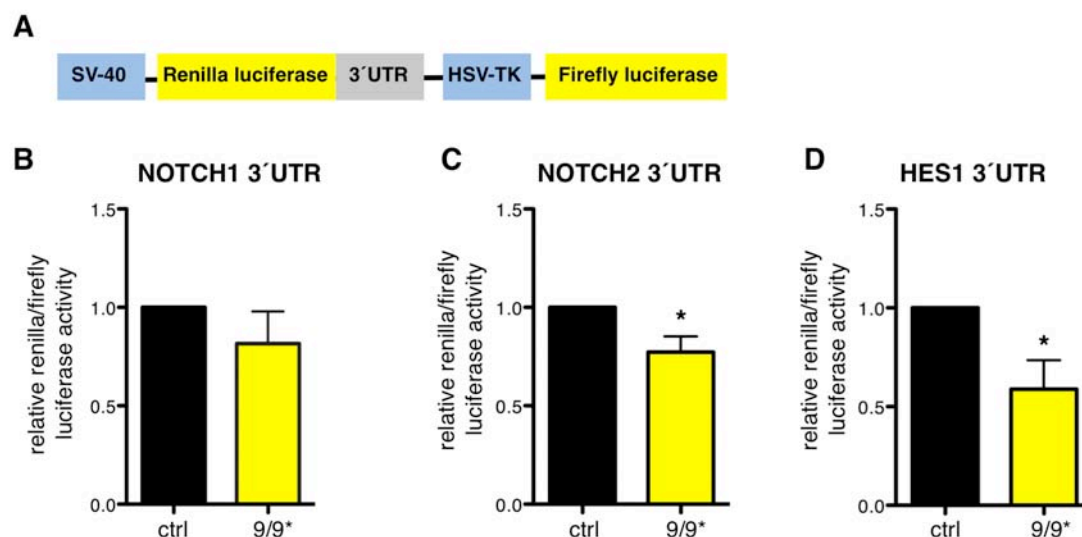 A
SV-40 Renilla luciferase 3´UTR HSV-TK Firefly luciferase
B
NOTCH1 3´UTR
relative renilla/firefly
luciferase activity
1.5
1.0
0.5
0.0
ctrl 9/9*
C
NOTCH2 3´UTR
relative renilla/firefly
luciferase activity
1.5
1.0
0.5
0.0
*
ctrl 9/9*
D
HES1 3´UTR
relative renilla/firefly
luciferase activity
1.5
1.0
0.5
0.0
*
ctrl 9/9*